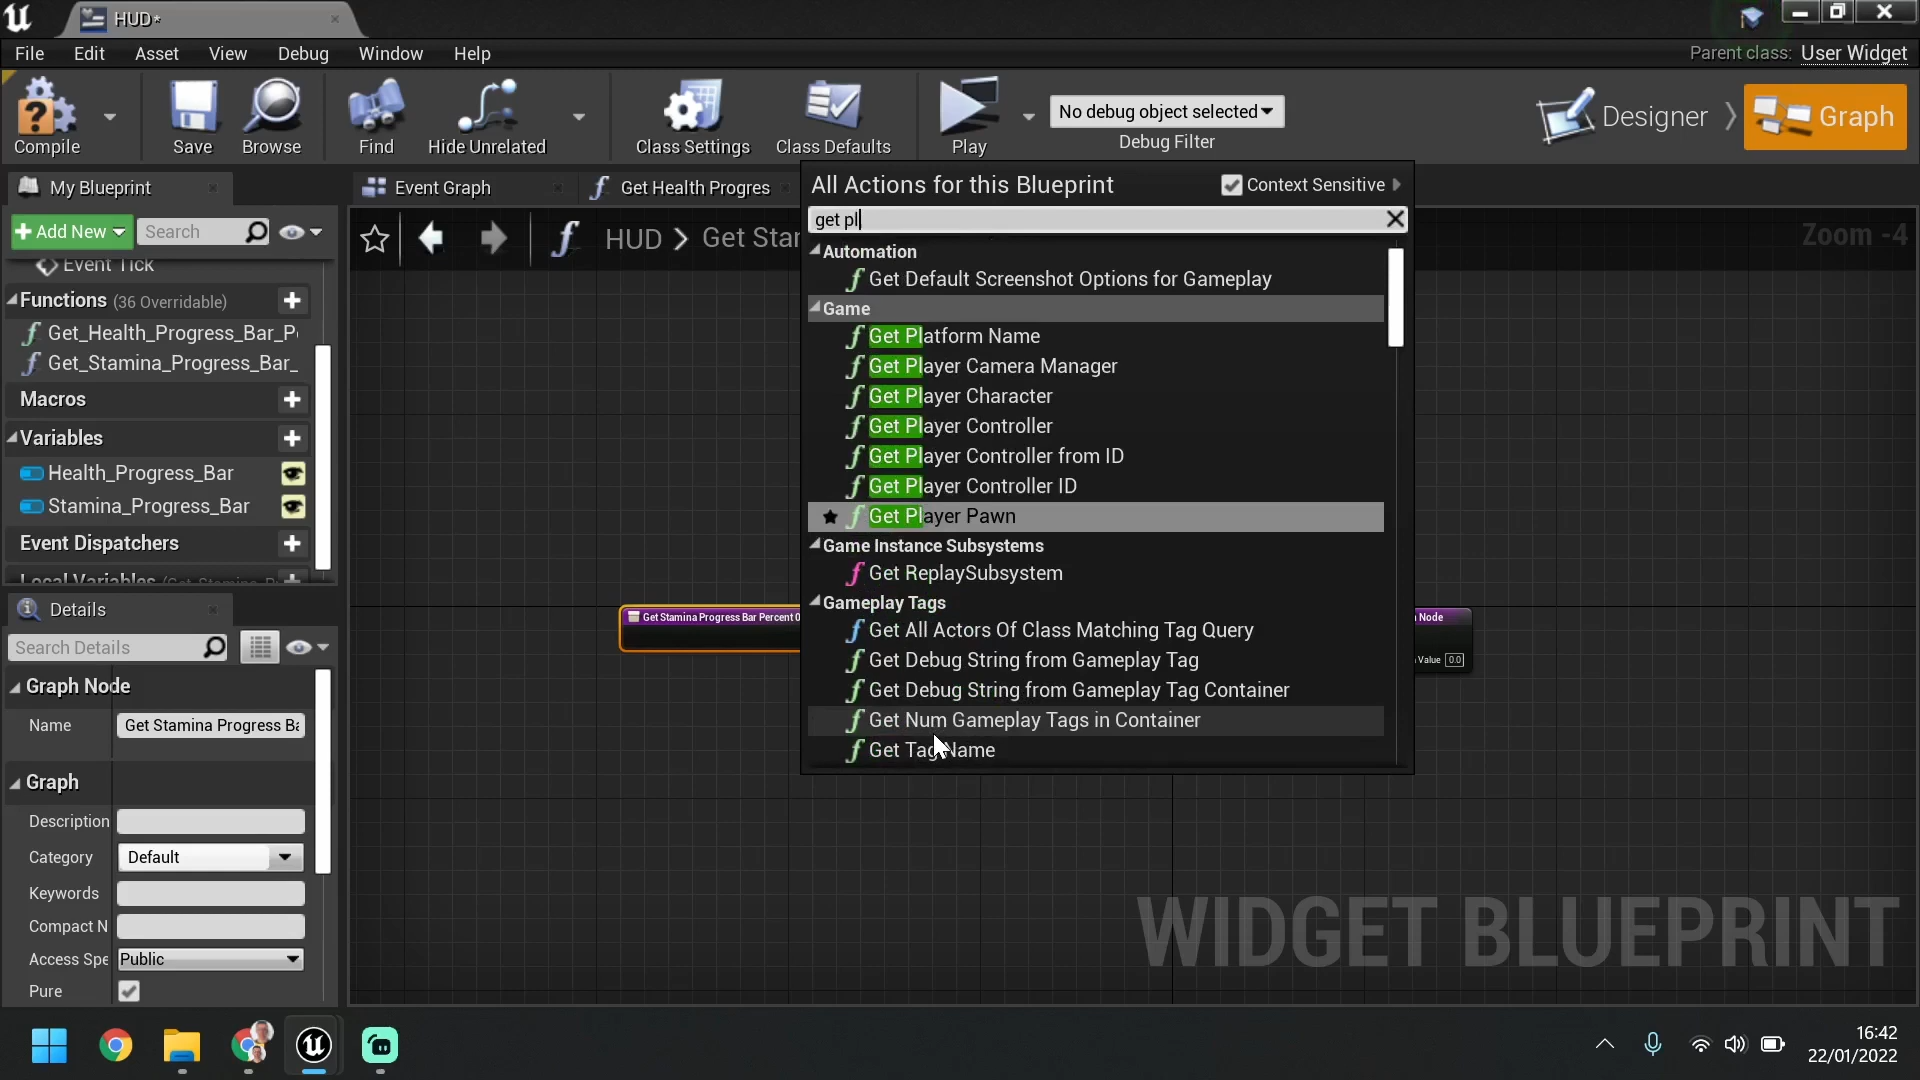 HUD*
File Edit Asset View Debug Window Help
Parent class: User Widget
Compile Save Browse Find Hide Unrelated Class Settings Class Defaults Play
No debug object selected
Debug Filter
Designer
Graph
My Blueprint
Event Graph
Get Health Progres
Add New
Search
HUD
Get Star
Zoom -4
Event Tick
Functions (36 Overridable)
Get_Health_Progress_Bar_P
Get_Stamina_Progress_Bar_
Macros
Variables
Health_Progress_Bar
Stamina_Progress_Bar
Event Dispatchers
Local Variables
Details
Search Details
Graph Node
Name Get Stamina Progress Ba
Graph
Description
Category Default
Keywords
Compact N
Access Spe Public
Pure
All Actions for this Blueprint
Context Sensitive
get pl
Automation
Get Default Screenshot Options for Gameplay
Game
Get Platform Name
Get Player Camera Manager
Get Player Character
Get Player Controller
Get Player Controller from ID
Get Player Controller ID
Get Player Pawn
Game Instance Subsystems
Get ReplaySubsystem
Gameplay Tags
Get All Actors Of Class Matching Tag Query
Get Debug String from Gameplay Tag
Get Debug String from Gameplay Tag Container
Get Num Gameplay Tags in Container
Get Tag Name
Get Stamina Progress Bar Percent 0
n Node
Value 0.0
WIDGET BLUEPRINT
16:42
22/01/2022